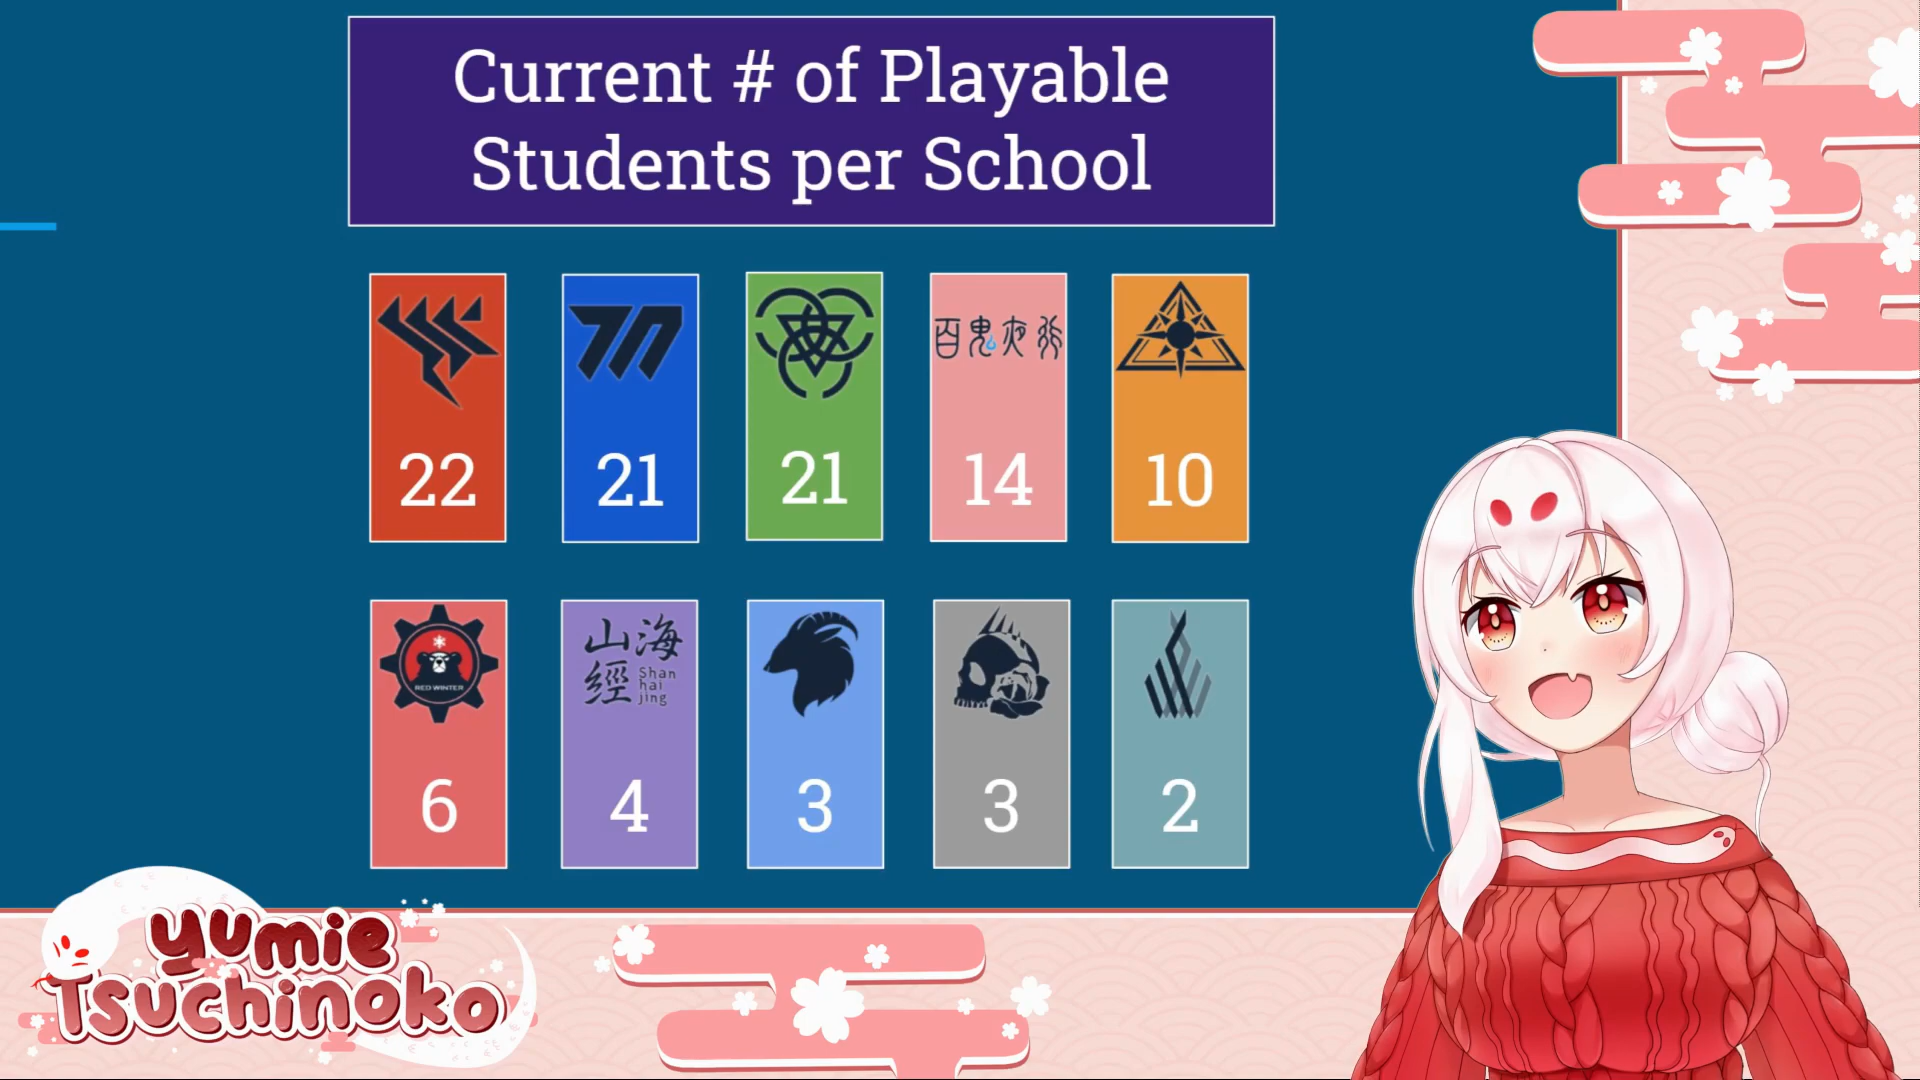 Current # of Playable
Students per School
百鬼夜行
22
21
21
14
10
RED WINTER
山海
經
Shan
hai
jing
6
4
3
3
2
yumie
Tsuchinoko